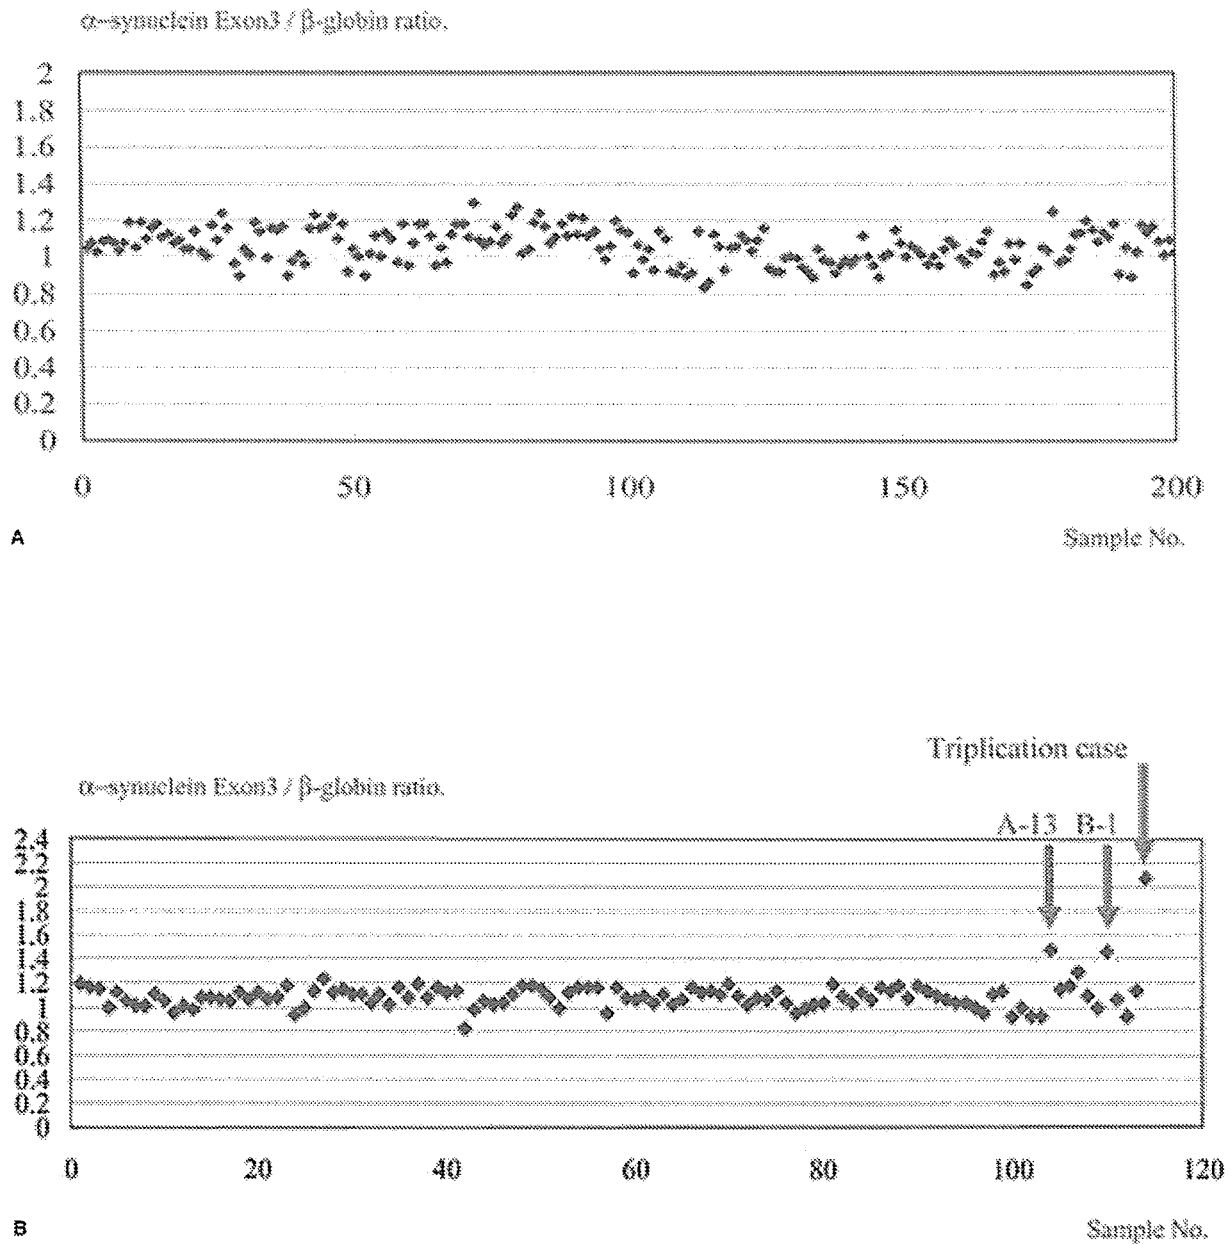 α-synuclein Exon3 / β-globin ratio.
2
1.8
1.6
1.4
1.2
1
0.8
0.6
0.4
0.2
0
0 50 100 150 200
A
Sample No.
Triplication case
α-synuclein Exon3 / β-globin ratio.
A-13 B-1
2.4
2.2
2
1.8
1.6
1.4
1.2
1
0.8
0.6
0.4
0.2
0
0 20 40 60 80 100 120
B
Sample No.